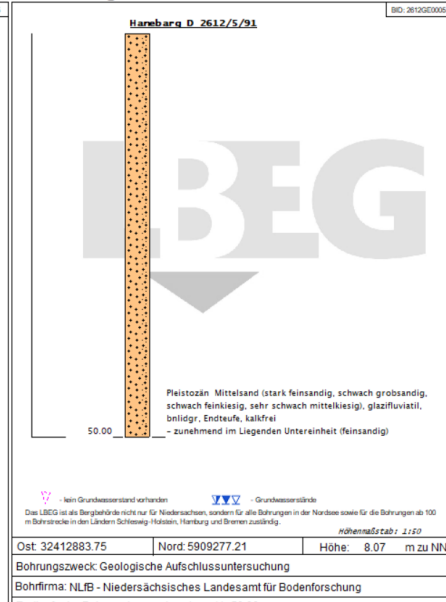 BID: 2612GE0005
Hanebarg D 2612/5/91
LBEG
Pleistozän Mittelsand (stark feinsandig, schwach grobsandig,
schwach feinkiesig, sehr schwach mittelkiesig), glazifluviatil,
bnlidgr, Endteufe, kalkfrei
50.00
- zunehmend im Liegenden Untereinheit (feinsandig)
- kein Grundwasserstand vorhanden
- Grundwasserstände
Das LBEG ist als Bergbehörde nicht nur für Niedersachsen, sondern für alle Bohrungen in der Nordsee sowie für die Bohrungen ab 100
m Bohrstrecke in den Ländern Schleswig-Holstein, Hamburg und Bremen zuständig.
Höhenmaßstab: 1:50
Ost: 32412883.75 Nord: 5909277.21 Höhe: 8.07 m zu NN
Bohrungszweck: Geologische Aufschlussuntersuchung
Bohrfirma: NLfB - Niedersächsisches Landesamt für Bodenforschung